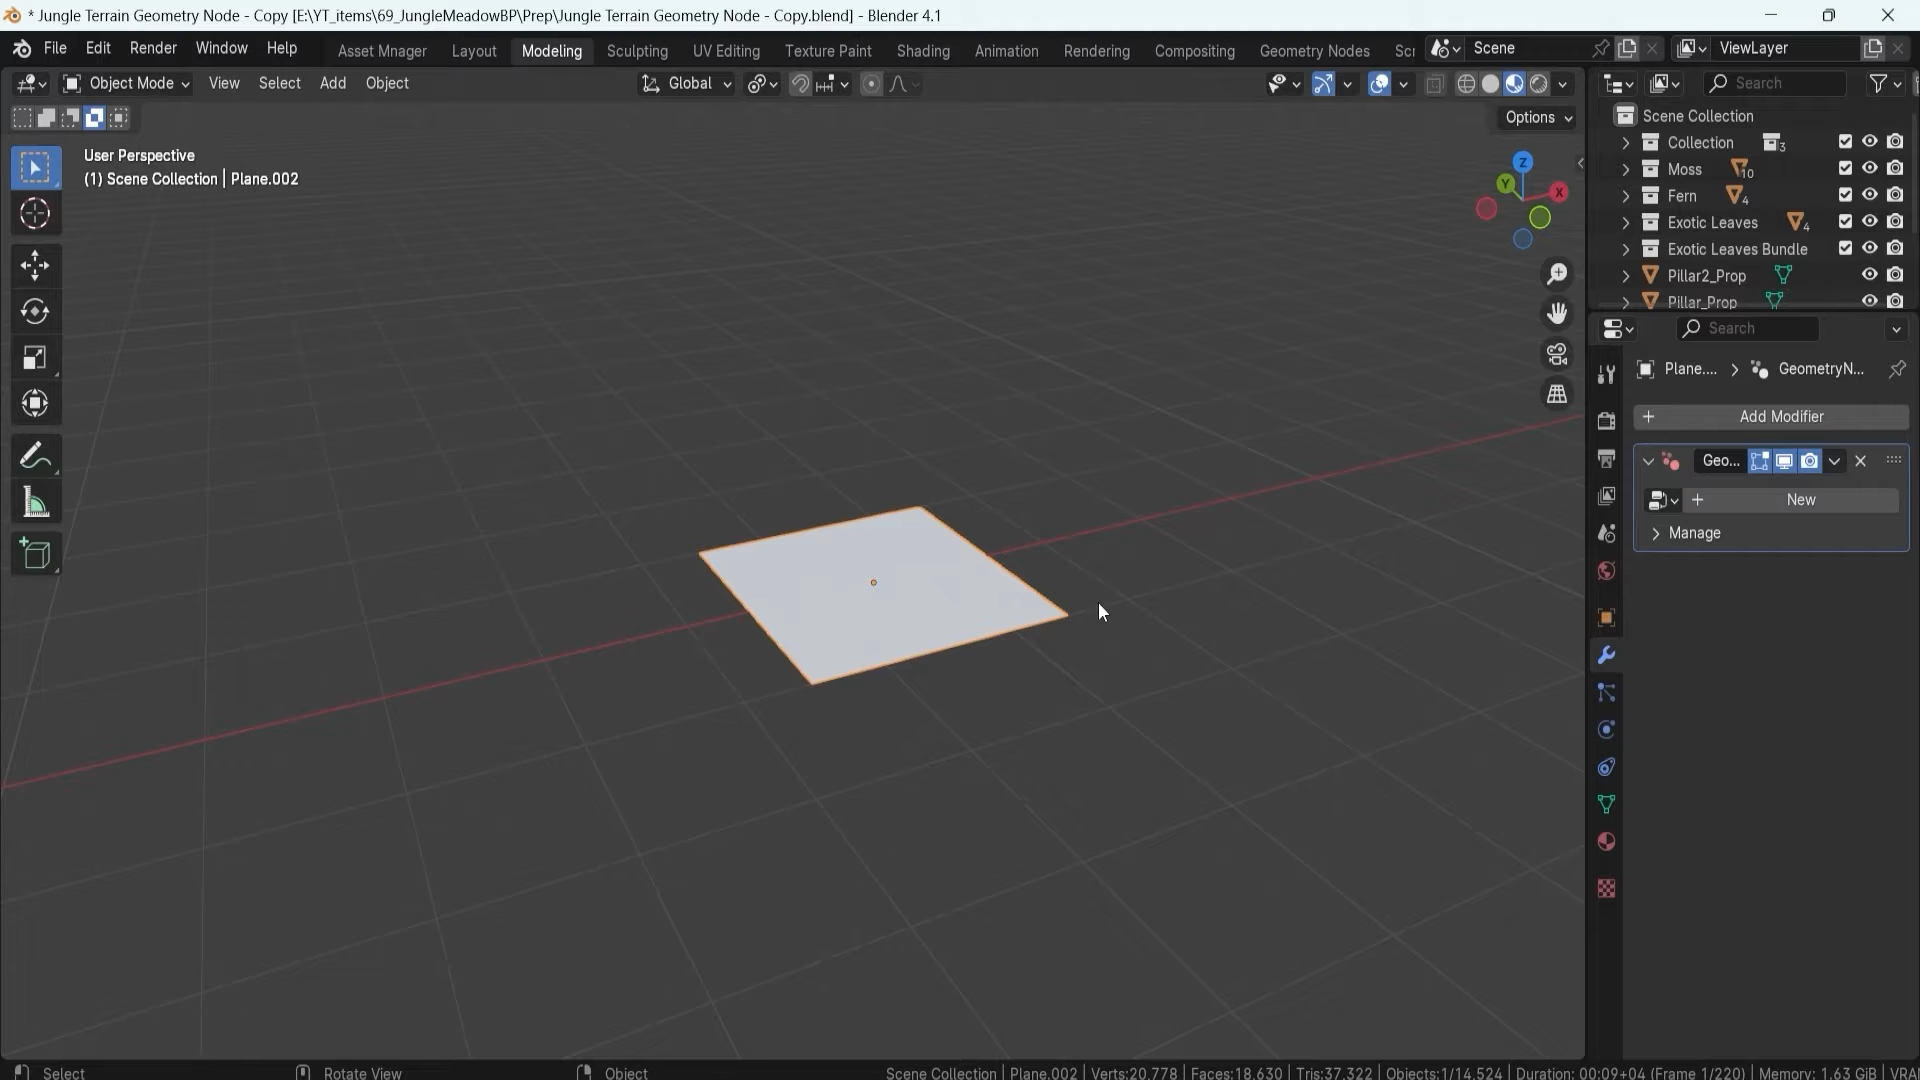 * Jungle Terrain Geometry Node - Copy [E:\YT_items\69_JungleMeadowBP\Prep\Jungle Terrain Geometry Node - Copy.blend] - Blender 4.1
File Edit Render Window Help
Asset Mnager Layout Modeling Sculpting UV Editing Texture Paint Shading Animation Rendering Compositing Geometry Nodes Scr
Scene
ViewLayer
Object Mode View Select Add Object
Global
Search
Options
User Perspective
(1) Scene Collection | Plane.002
Z
Y
X
Scene Collection
Collection 3
Moss 10
Fern 4
Exotic Leaves 4
Exotic Leaves Bundle
Pillar2_Prop
Pillar_Prop
Search
Plane.... GeometryN...
+ Add Modifier
Geo...
+ New
Manage
Select
Rotate View
Object
Scene Collection | Plane.002 | Verts:20,778 | Faces:18,630 | Tris:37,322 | Objects:1/14,524 | Duration: 00:09+04 (Frame 1/220) | Memory: 1.63 GiB | VRA